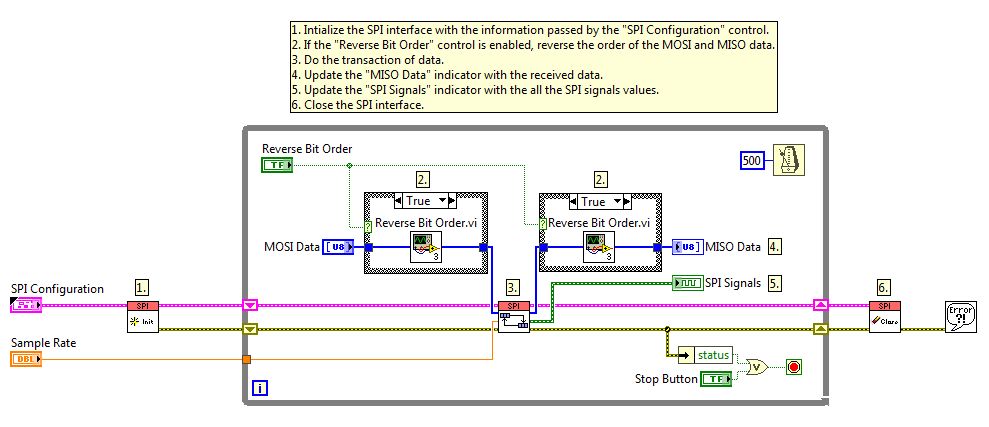 1. Intialize the SPI interface with the information passed by the "SPI Configuration" control.
2. If the "Reverse Bit Order" control is enabled, reverse the order of the MOSI and MISO data.
3. Do the transaction of data.
4. Update the "MISO Data" indicator with the received data.
5. Update the "SPI Signals" indicator with the all the SPI signals values.
6. Close the SPI interface.
Reverse Bit Order
TF
500
2.
2.
True
True
Reverse Bit Order.vi
Reverse Bit Order.vi
MOSI Data
U8
3
3
U8
MISO Data
4.
SPI Configuration
1.
3.
SPI Signals
5.
6.
SPI
Init
SPI
SPI
Close
Error
?!
Sample Rate
DBL
status
V
Stop Button
TF
i